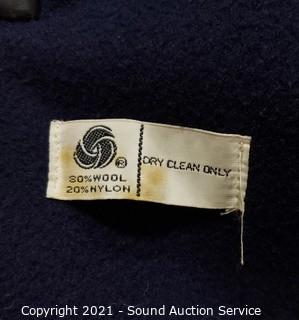 ®
80% WOOL
20% NYLON
DRY CLEAN ONLY
Copyright 2021 - Sound Auction Service